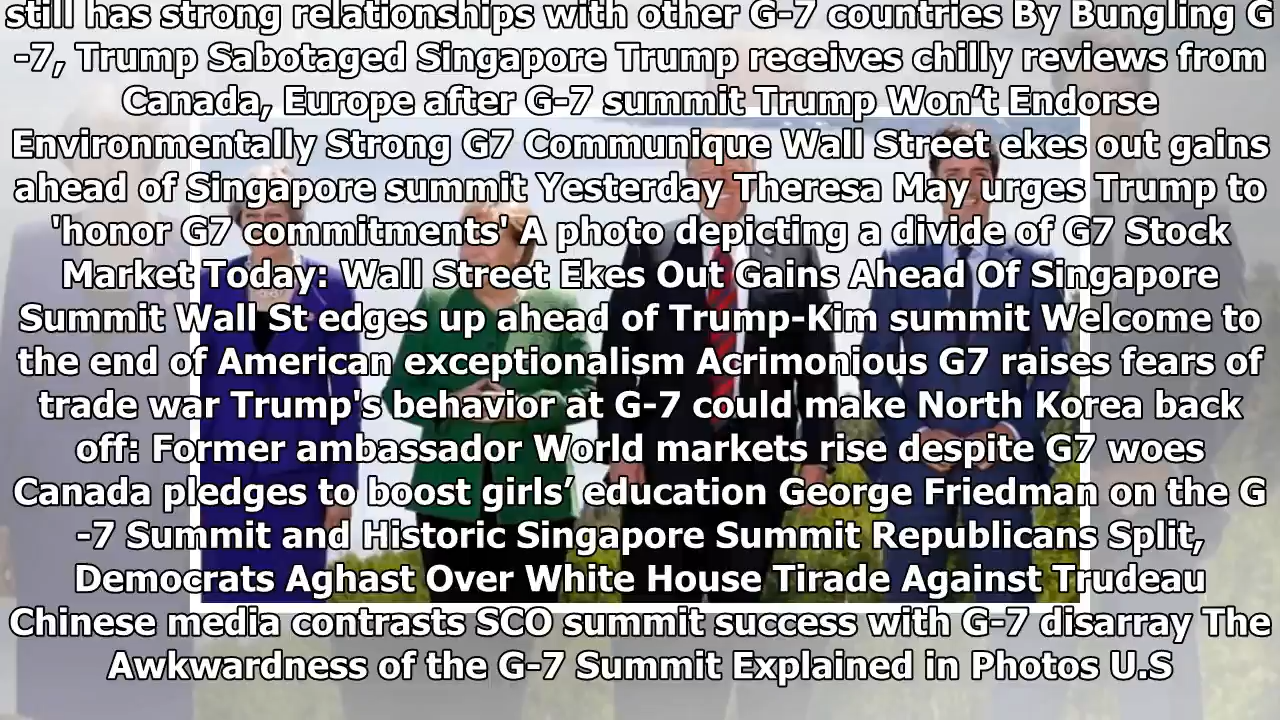 still has strong relationships with other G-7 countries By Bungling G
-7, Trump Sabotaged Singapore Trump receives chilly reviews from
Canada, Europe after G-7 summit Trump Won’t Endorse
Environmentally Strong G7 Communique Wall Street ekes out gains
ahead of Singapore summit Yesterday Theresa May urges Trump to
'honor G7 commitments' A photo depicting a divide of G7 Stock
Market Today: Wall Street Ekes Out Gains Ahead Of Singapore
Summit Wall St edges up ahead of Trump-Kim summit Welcome to
the end of American exceptionalism Acrimonious G7 raises fears of
trade war Trump's behavior at G-7 could make North Korea back
off: Former ambassador World markets rise despite G7 woes
Canada pledges to boost girls’ education George Friedman on the G
-7 Summit and Historic Singapore Summit Republicans Split,
Democrats Aghast Over White House Tirade Against Trudeau
Chinese media contrasts SCO summit success with G-7 disarray The
Awkwardness of the G-7 Summit Explained in Photos U.S